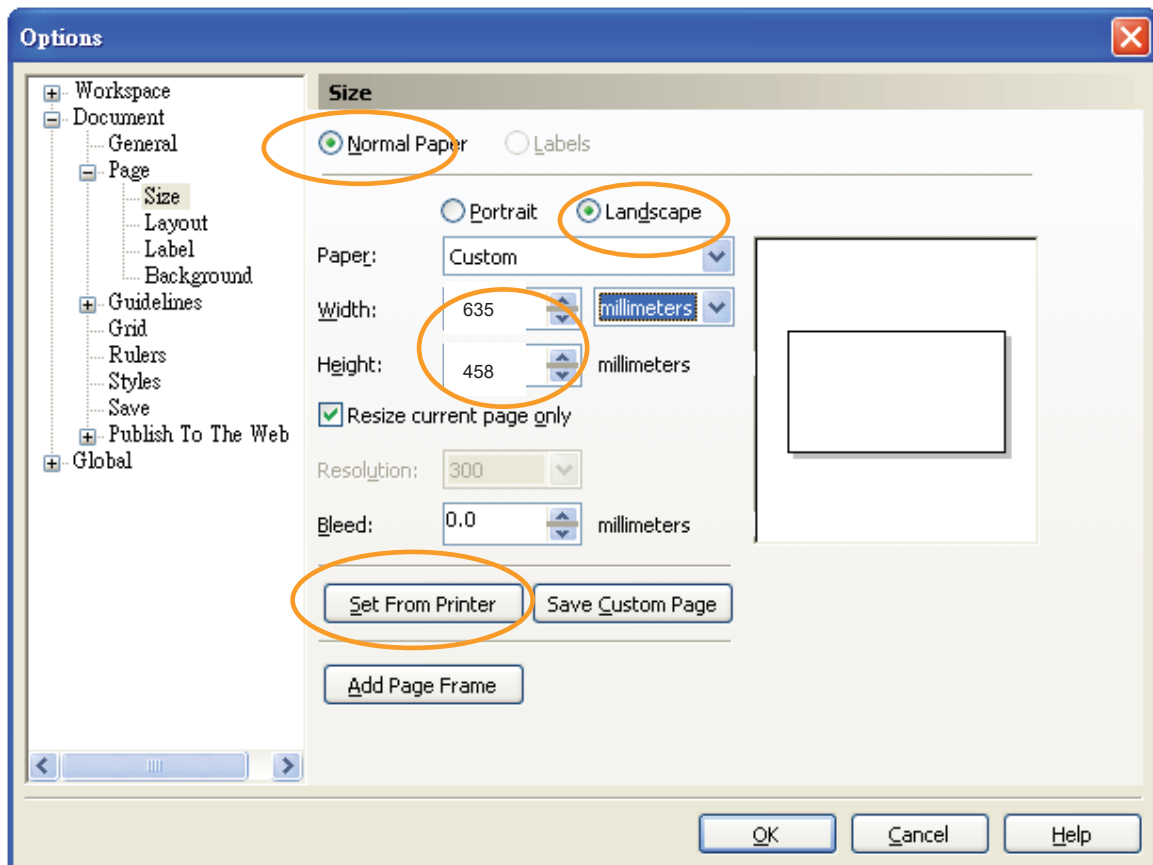 Options
Workspace
Document
General
Page
Size
Layout
Label
Background
Guidelines
Grid
Rulers
Styles
Save
Publish To The Web
Global
Size
Normal Paper Labels
Portrait Landscape
Paper: Custom
Width: 635 millimeters
Height: 458 millimeters
Resize current page only
Resolution: 300
Bleed: 0.0 millimeters
Set From Printer Save Custom Page
Add Page Frame
OK Cancel Help